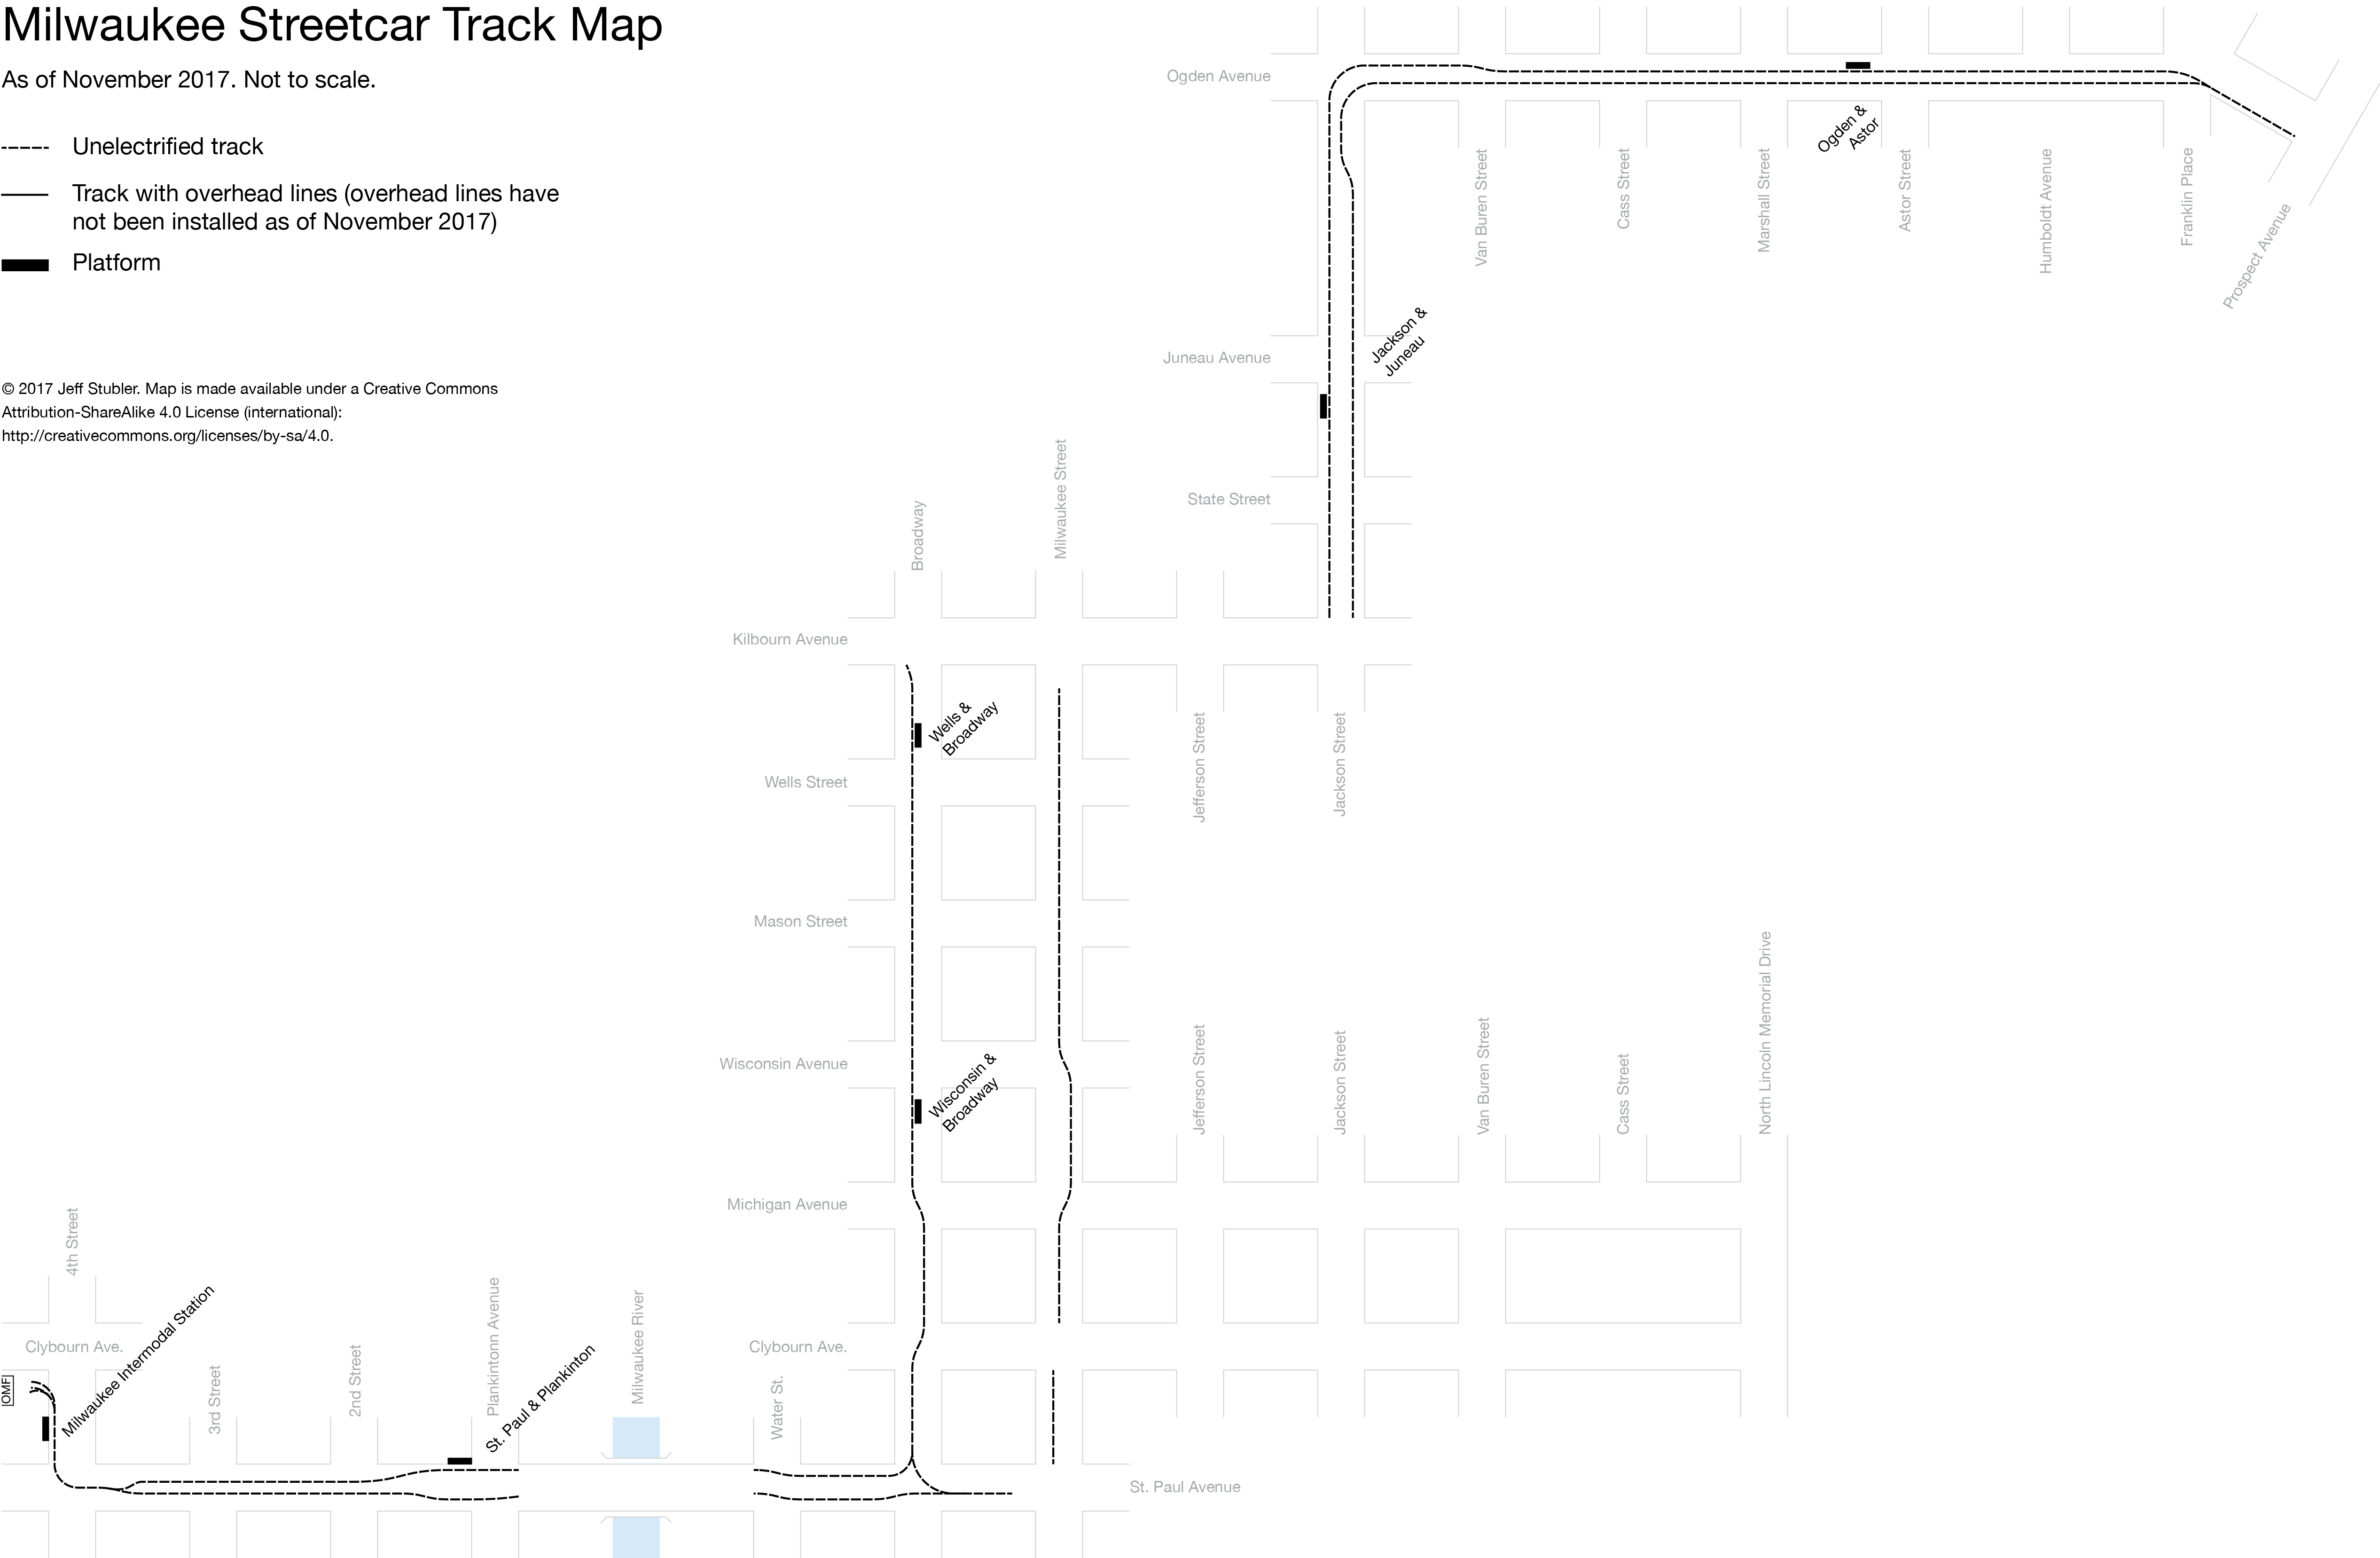 Milwaukee Streetcar Track Map
As of November 2017. Not to scale.
Unelectrified track
Track with overhead lines (overhead lines have
not been installed as of November 2017)
Platform
© 2017 Jeff Stubler. Map is made available under a Creative Commons
Attribution-ShareAlike 4.0 License (international):
http://creativecommons.org/licenses/by-sa/4.0.
Ogden Avenue
Ogden &
Astor
Van Buren Street
Cass Street
Marshall Street
Astor Street
Humboldt Avenue
Franklin Place
Prospect Avenue
Jackson &
Juneau
Juneau Avenue
State Street
Broadway
Milwaukee Street
Kilbourn Avenue
Wells &
Broadway
Wells Street
Jefferson Street
Jackson Street
Mason Street
Wisconsin Avenue
Wisconsin &
Broadway
Jefferson Street
Jackson Street
Van Buren Street
Cass Street
North Lincoln Memorial Drive
Michigan Avenue
4th Street
Clybourn Ave.
Clybourn Ave.
OMF
Milwaukee Intermodal Station
3rd Street
2nd Street
Plankintonn Avenue
St. Paul & Plankinton
Milwaukee River
Water St.
St. Paul Avenue